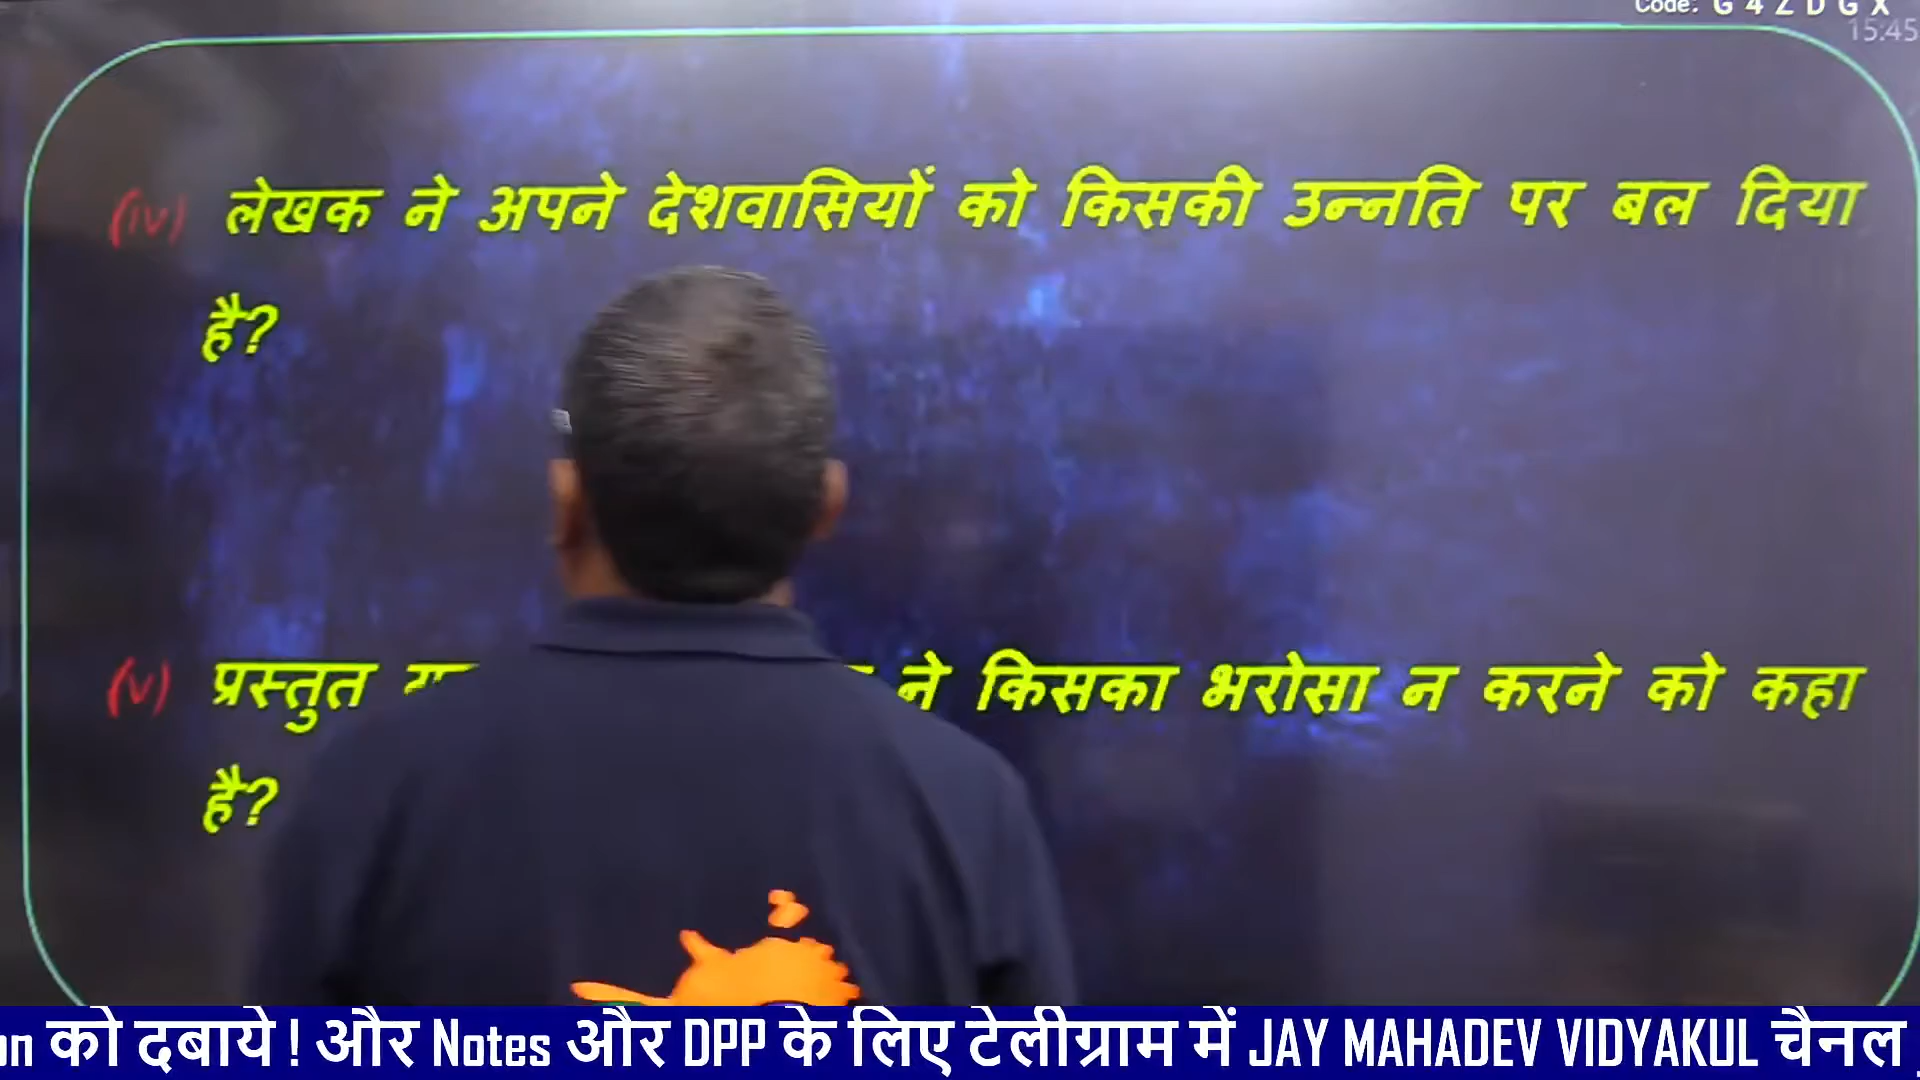 Code: G 4 Z D G X
15:45
(iv) लेखक ने अपने देशवासियों को किसकी उन्नति पर बल दिया
है?
(v) प्रस्तुत ने किसका भरोसा न करने को कहा
है?
को दबाये ! और Notes और DPP के लिए टेलीग्राम में JAY MAHADEV VIDYAKUL चैनल